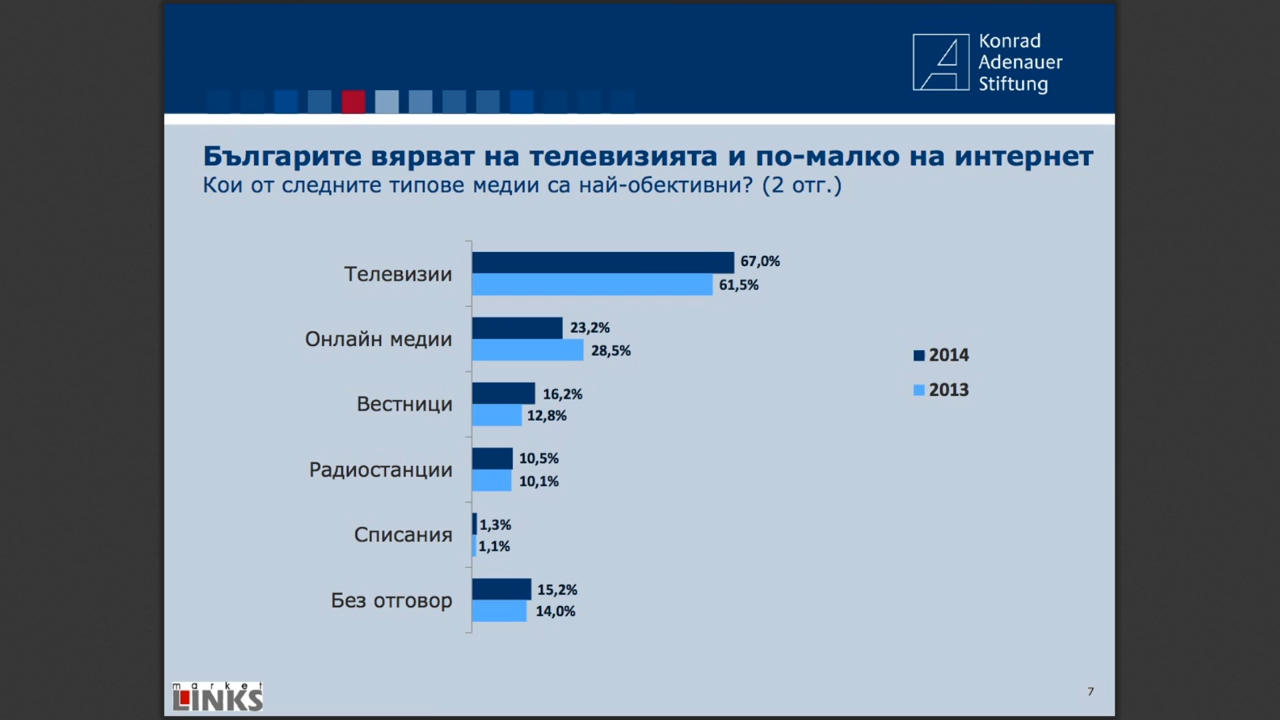 Konrad
Adenauer
Stiftung
Българите вярват на телевизията и по-малко на интернет
Кои от следните типове медии са най-обективни? (2 отг.)
Телевизии
67,0%
61,5%
Онлайн медии
23,2%
28,5%
Вестници
16,2%
12,8%
Радиостанции
10,5%
10,1%
Списания
1,3%
1,1%
Без отговор
15,2%
14,0%
2014
2013
market
LINKS
7